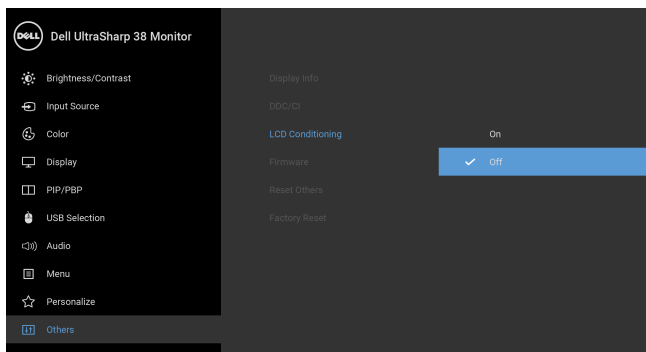 DELL Dell UltraSharp 38 Monitor
Brightness/Contrast
Display Info
Input Source
DDC/CI
Color
LCD Conditioning
On
Display
Firmware
Off
PIP/PBP
Reset Others
USB Selection
Factory Reset
Audio
Menu
Personalize
Others